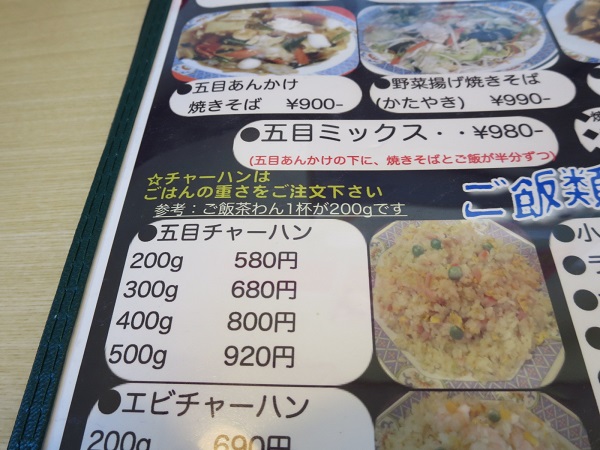 ●五目あんかけ
焼きそば ¥900-
●野菜揚げ焼きそば
(かたやき) ¥990-
●五目ミックス・・¥980-
(五目あんかけの下に、焼きそばとご飯が半分ずつ)
☆チャーハンは
ごはんの重さをご注文下さい
参考：ご飯茶わん1杯が200gです
ご飯類
●五目チャーハン
200g 580円
300g 680円
400g 800円
500g 920円
●エビチャーハン
200g 690円
●小